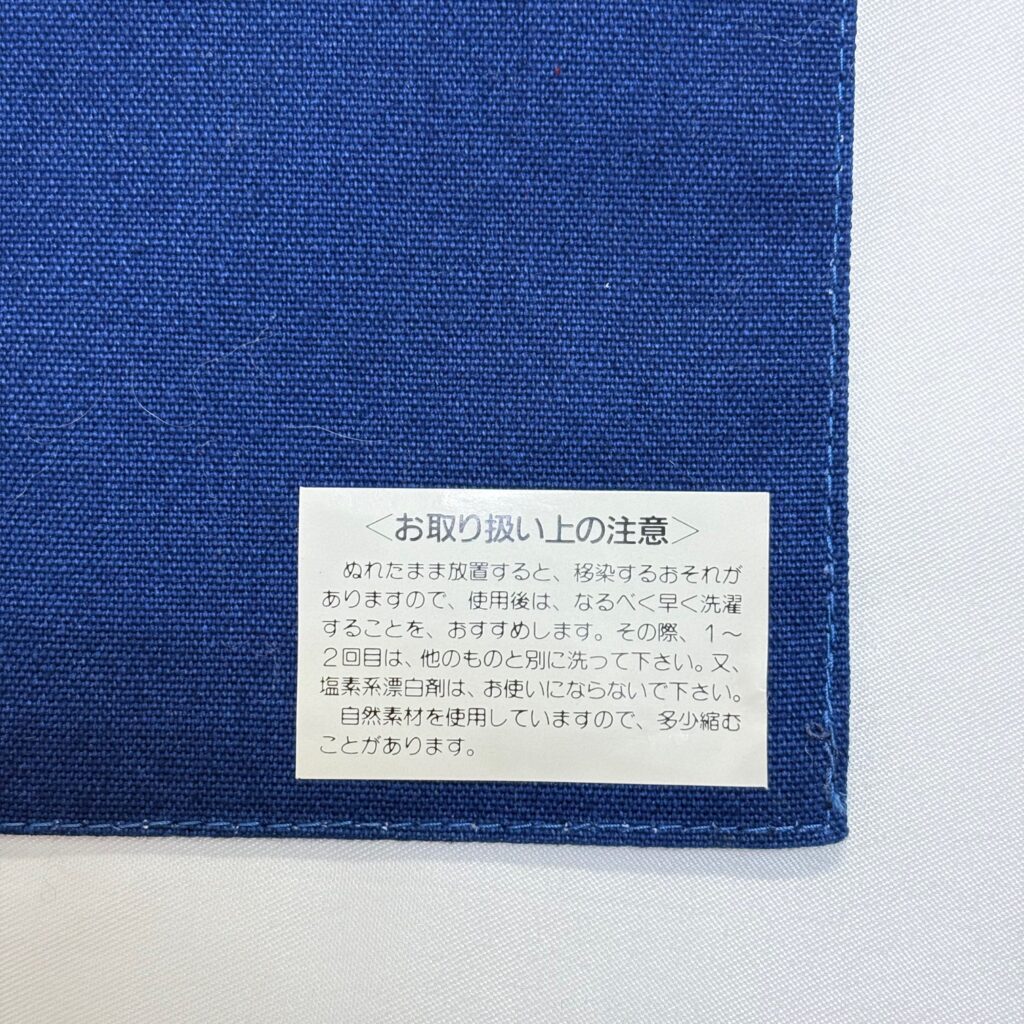 ＜お取り扱い上の注意＞
ぬれたまま放置すると、移染するおそれが
ありますので、使用後は、なるべく早く洗濯
することを、おすすめします。その際、１～
２回目は、他のものと別に洗って下さい。又、
塩素系漂白剤は、お使いにならないで下さい。
自然素材を使用していますので、多少縮む
ことがあります。